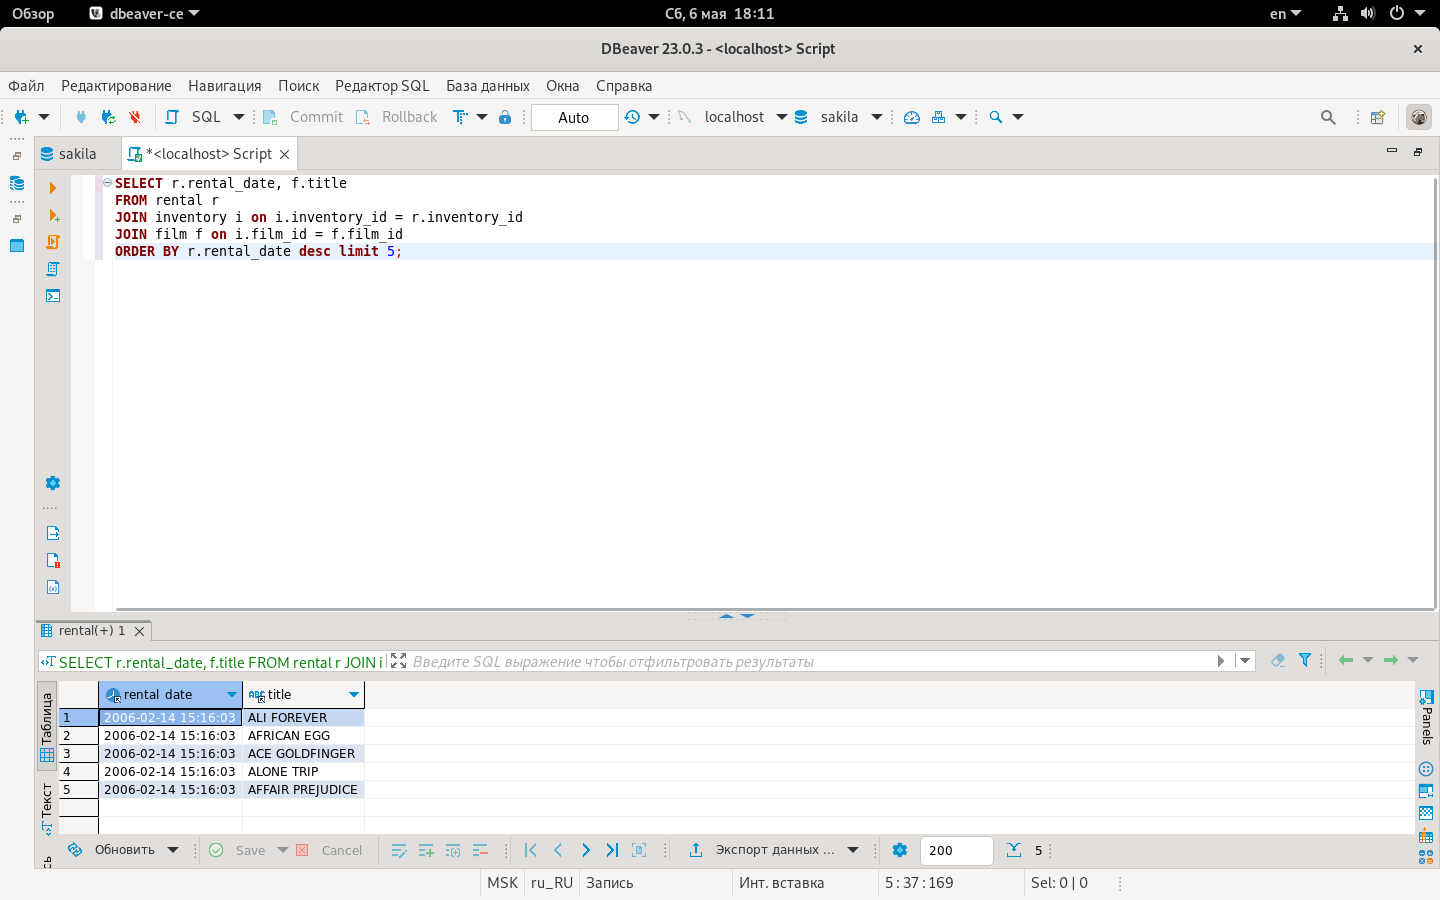 Обзор dbeaver-ce Сб, 6 мая 18:11 en
DBeaver 23.0.3 - <localhost> Script
Файл Редактирование Навигация Поиск Редактор SQL База данных Окна Справка
SQL Commit Rollback Auto localhost sakila
sakila *<localhost> Script
SELECT r.rental_date, f.title
FROM rental r
JOIN inventory i on i.inventory_id = r.inventory_id
JOIN film f on i.film_id = f.film_id
ORDER BY r.rental_date desc limit 5;
rental(+) 1
SELECT r.rental_date, f.title FROM rental r JOIN i Введите SQL выражение чтобы отфильтровать результаты
Таблица
Текст
rental_date title
1 2006-02-14 15:16:03 ALI FOREVER
2 2006-02-14 15:16:03 AFRICAN EGG
3 2006-02-14 15:16:03 ACE GOLDFINGER
4 2006-02-14 15:16:03 ALONE TRIP
5 2006-02-14 15:16:03 AFFAIR PREJUDICE
Panels
Обновить Save Cancel Экспорт данных ... 200 5
MSK ru_RU Запись Инт. вставка 5 : 37 : 169 Sel: 0 | 0